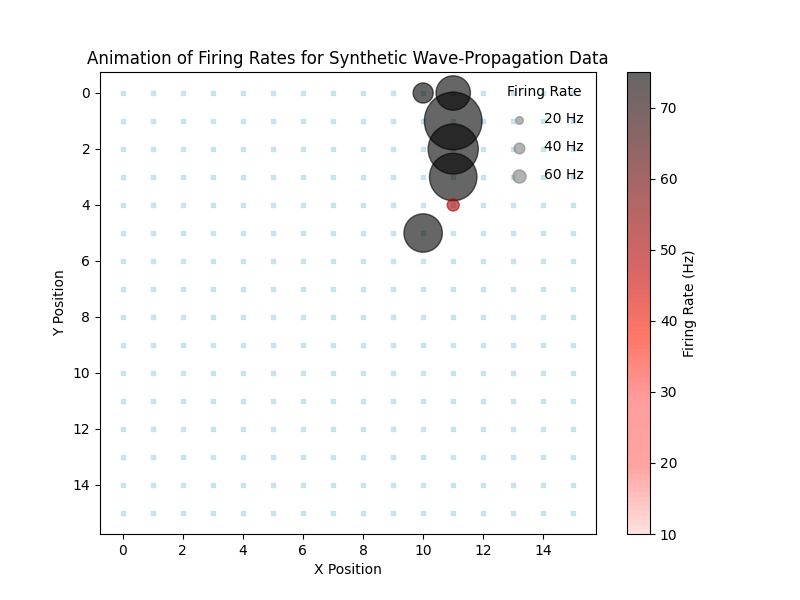 Animation of Firing Rates for Synthetic Wave-Propagation Data
Firing Rate
20 Hz
40 Hz
60 Hz
0
2
4
6
8
10
12
14
Y Position
0 2 4 6 8 10 12 14
X Position
70
60
50
40
30
20
10
Firing Rate (Hz)